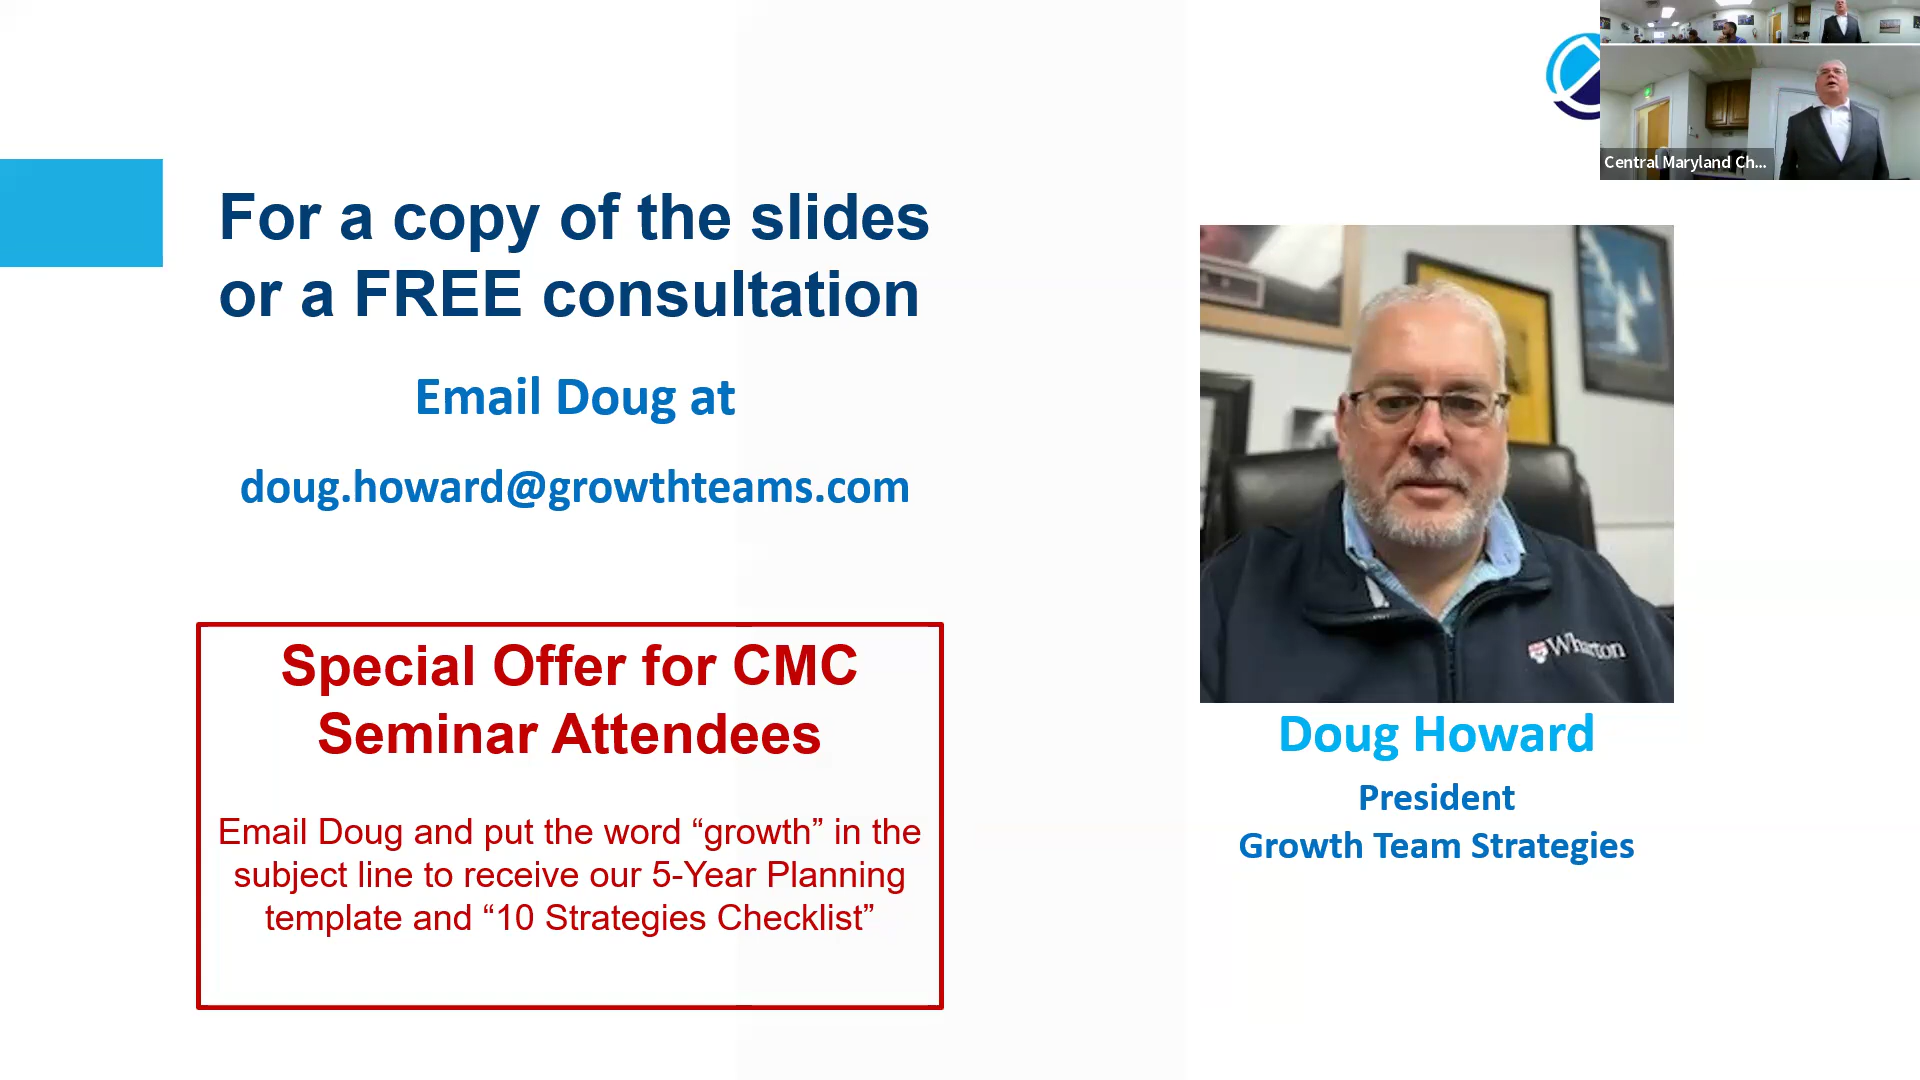 Central Maryland Ch...
For a copy of the slides
or a FREE consultation
Email Doug at
doug.howard@growthteams.com
Special Offer for CMC
Seminar Attendees
Email Doug and put the word “growth” in the
subject line to receive our 5-Year Planning
template and “10 Strategies Checklist”
Wharton
Doug Howard
President
Growth Team Strategies